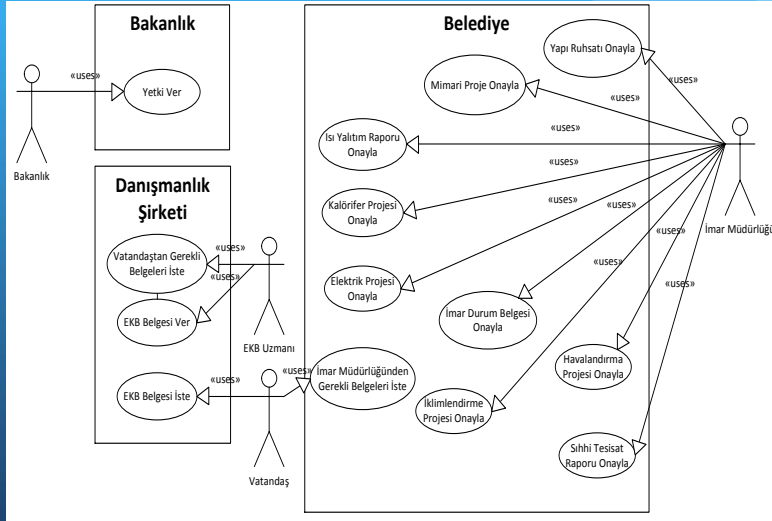 Bakanlık
«uses»
Yetki Ver
Bakanlık
Danışmanlık
Şirketi
Vatandaştan Gerekli
Belgeleri İste
«uses»
«uses»
EKB Belgesi Ver
EKB Uzmanı
EKB Belgesi İste
«uses»
«uses»
Vatandaş
Belediye
Yapı Ruhsatı Onayla
«uses»
Mimari Proje Onayla
«uses»
Isı Yalıtım Raporu
Onayla
«uses»
Kalörifer Projesi
Onayla
«uses»
Elektrik Projesi
Onayla
«uses»
İmar Durum Belgesi
Onayla
«uses»
İmar Müdürlüğünden
Gerekli Belgeleri İste
İklimlendirme
Projesi Onayla
«uses»
Havalandırma
Projesi Onayla
«uses»
Sıhhi Tesisat
Raporu Onayla
«uses»
İmar Müdürlüğü